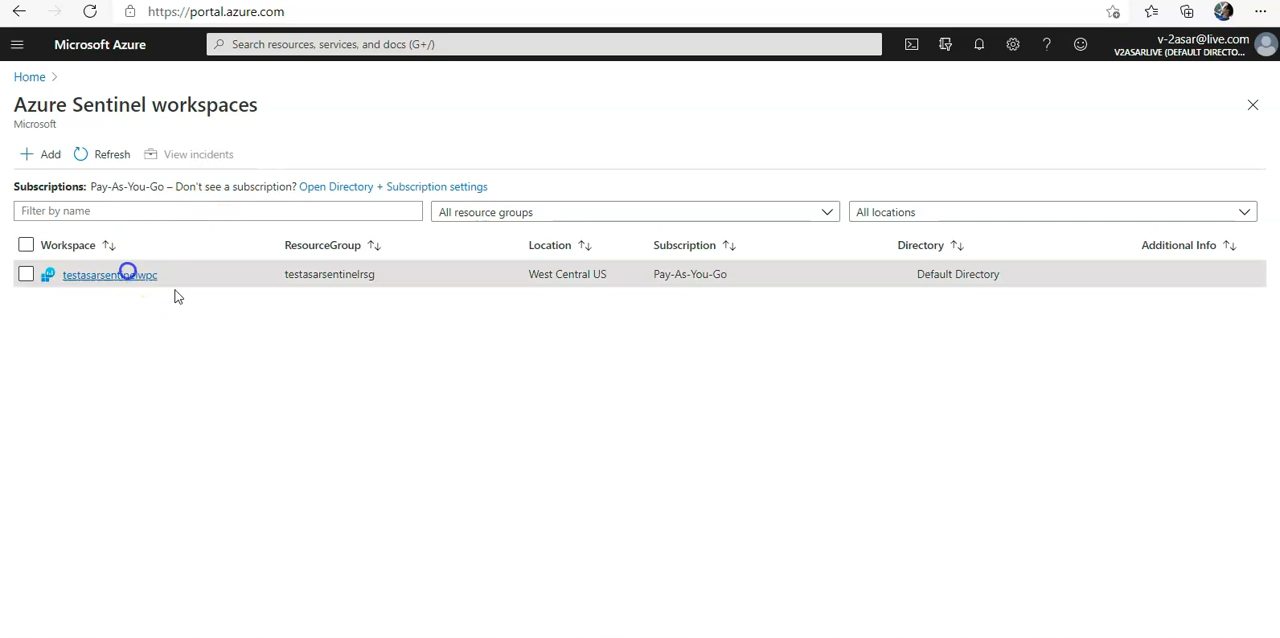 https://portal.azure.com
Microsoft Azure
Search resources, services, and docs (G+/)
v-2asar@live.com
V2ASARLIVE (DEFAULT DIRECTO...
Home
Azure Sentinel workspaces
Microsoft
Add Refresh View incidents
Subscriptions: Pay-As-You-Go – Don't see a subscription? Open Directory + Subscription settings
Filter by name All resource groups All locations
Workspace ResourceGroup Location Subscription Directory Additional Info
testasarsentinelwpc testasarsentinelrsg West Central US Pay-As-You-Go Default Directory